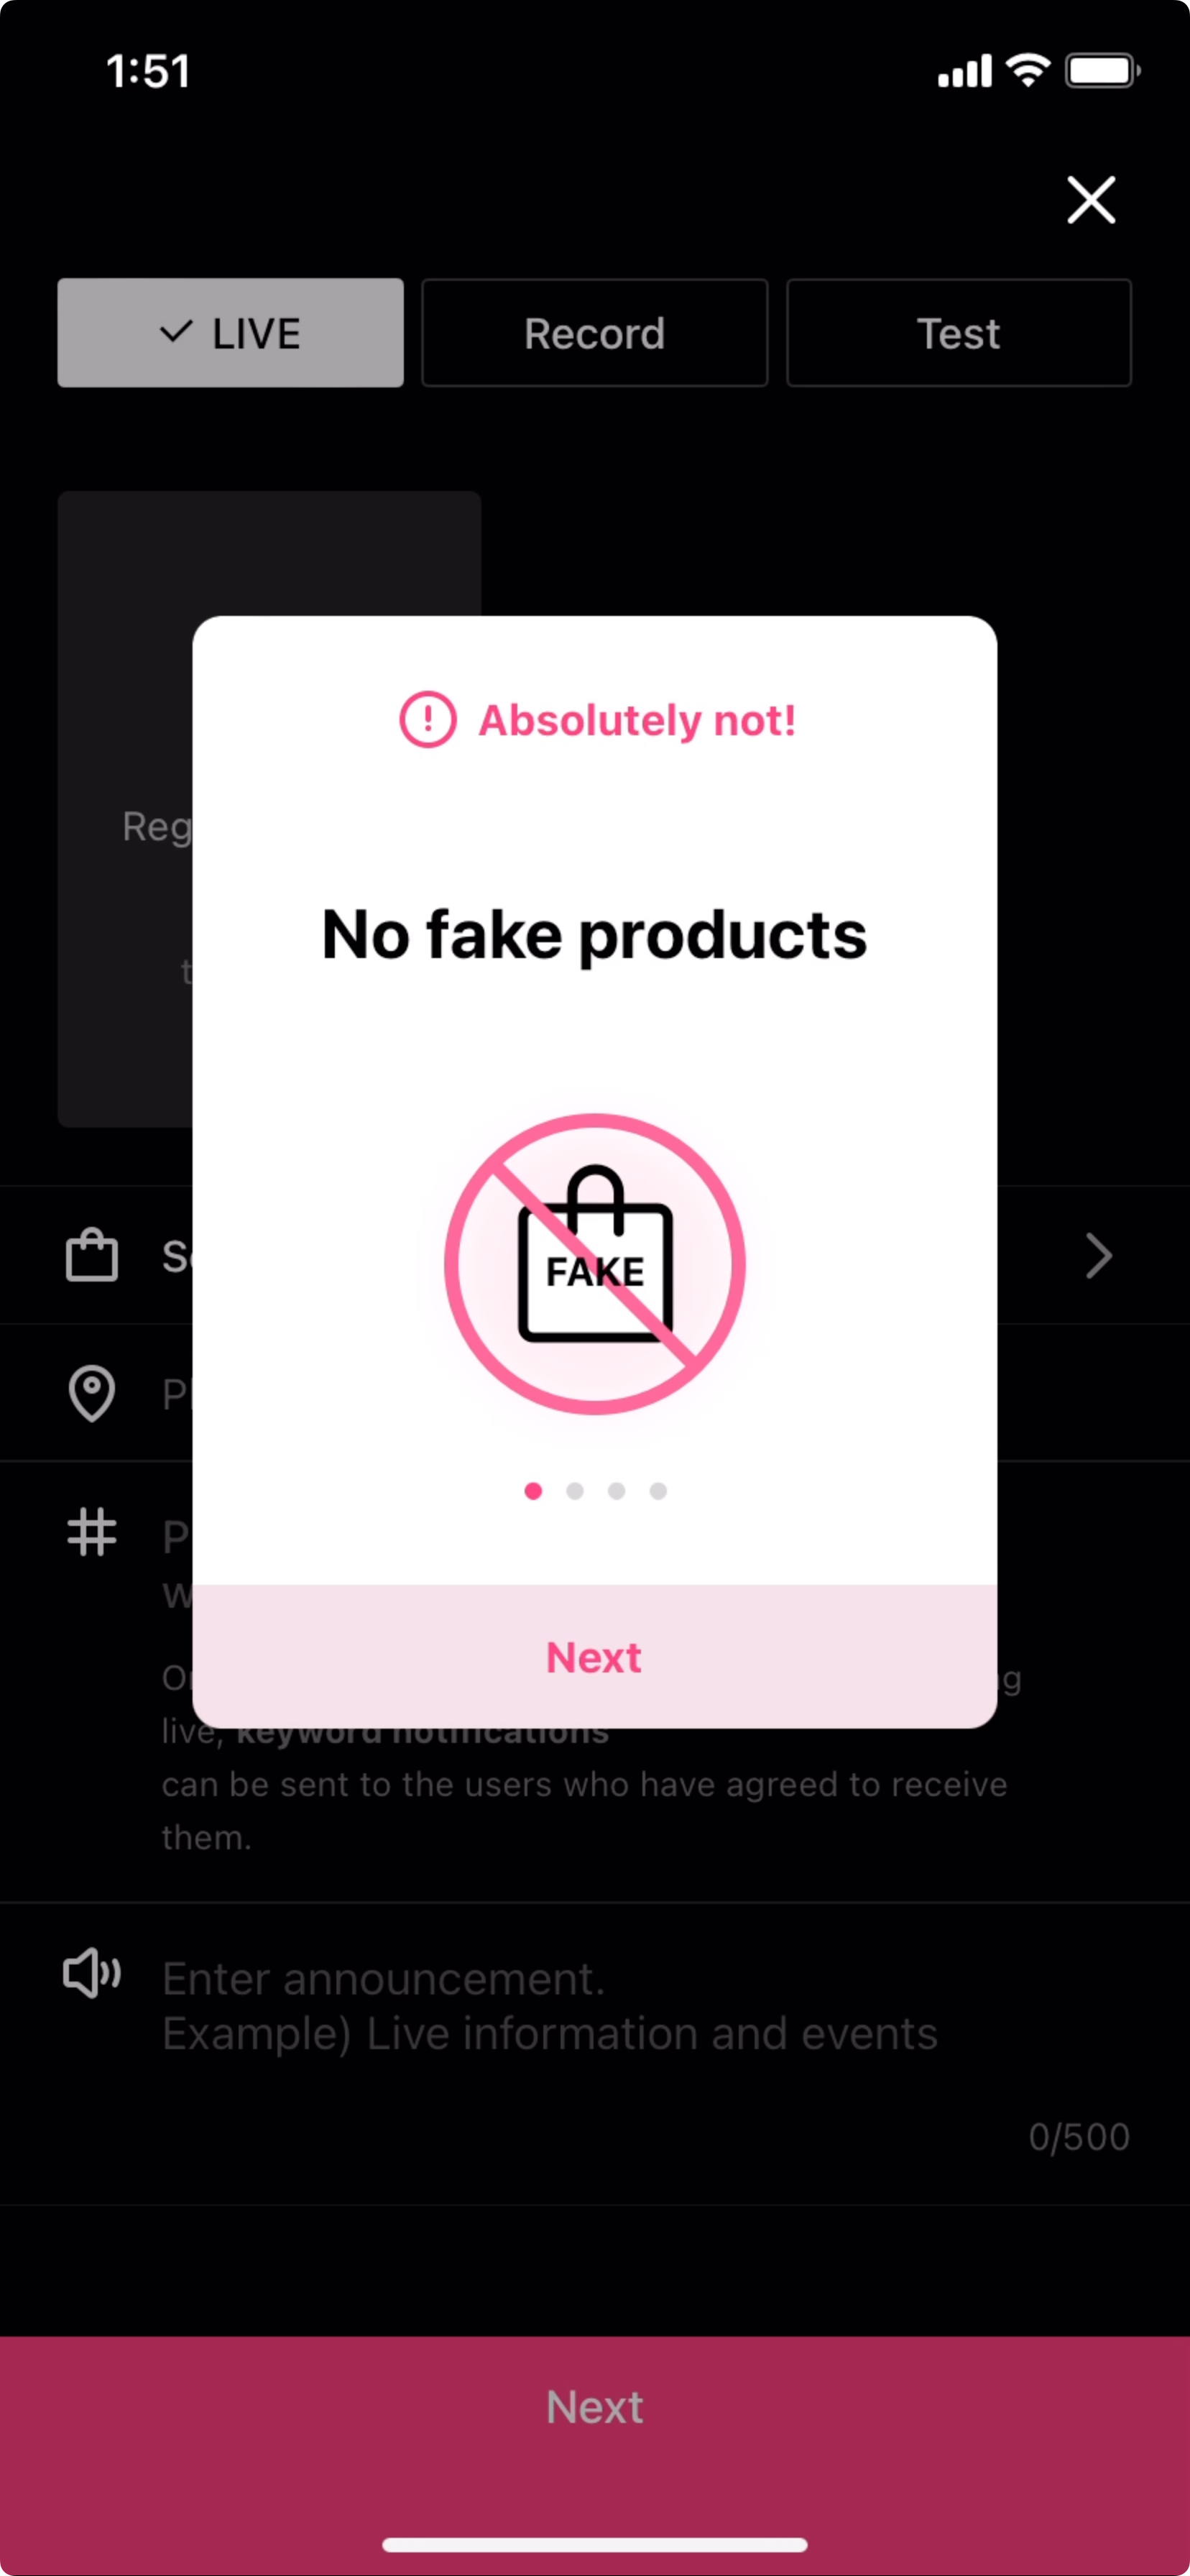 1:51
LIVE
Record
Test
Absolutely not!
No fake products
FAKE
Next
live, keyword notifications
can be sent to the users who have agreed to receive
them.
Enter announcement.
Example) Live information and events
0/500
Next